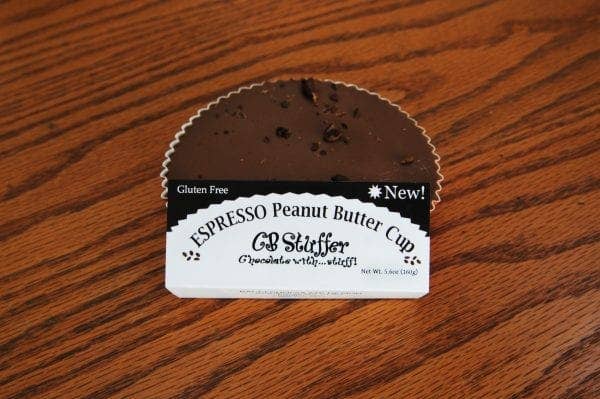 Gluten Free
New!
ESPRESSO Peanut Butter Cup
CB Stuffer
Chocolate with...stuff!
Net Wt. 5.6oz (160g)